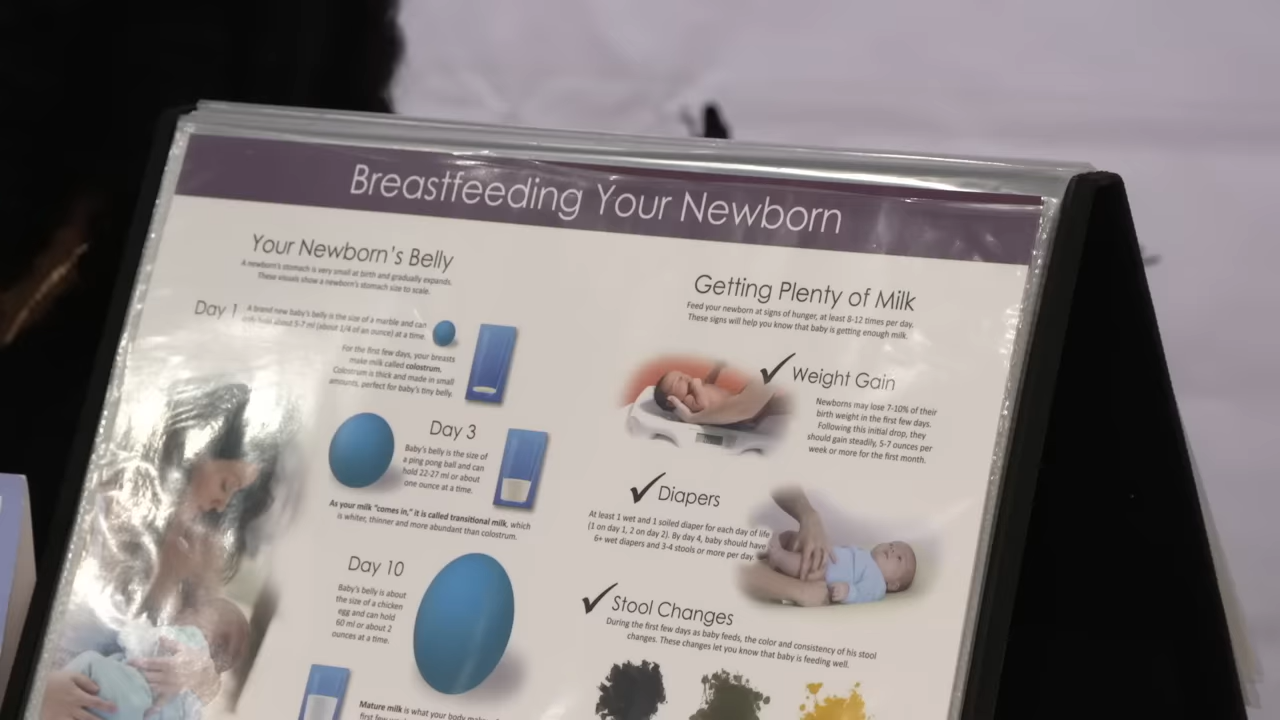 Breastfeeding Your Newborn
Your Newborn's Belly
A newborn's stomach is very small at birth and gradually expands.
These visuals show a newborn's stomach size to scale.
Day 1
A brand new baby's belly is the size of a marble and can
only hold about 5-7 ml (about 1/4 of an ounce) at a time.
For the first few days, your breasts
make milk called colostrum.
Colostrum is thick and made in small
amounts, perfect for baby's tiny belly.
Day 3
Baby's belly is the size of
a ping pong ball and can
hold 22-27 ml or about
one ounce at a time.
As your milk "comes in," it is called transitional milk, which
is whiter, thinner and more abundant than colostrum.
Day 10
Baby's belly is about
the size of a chicken
egg and can hold
60 ml or about 2
ounces at a time.
Mature milk is what your body makes
first few
Getting Plenty of Milk
Feed your newborn at signs of hunger, at least 8-12 times per day.
These signs will help you know that baby is getting enough milk.
Weight Gain
Newborns may lose 7-10% of their
birth weight in the first few days.
Following this initial drop, they
should gain steadily, 5-7 ounces per
week or more for the first month.
Diapers
At least 1 wet and 1 soiled diaper for each day of life
(1 on day 1, 2 on day 2). By day 4, baby should have
6+ wet diapers and 3-4 stools or more per day.
Stool Changes
During the first few days as baby feeds, the color and consistency of his stool
changes. These changes let you know that baby is feeding well.